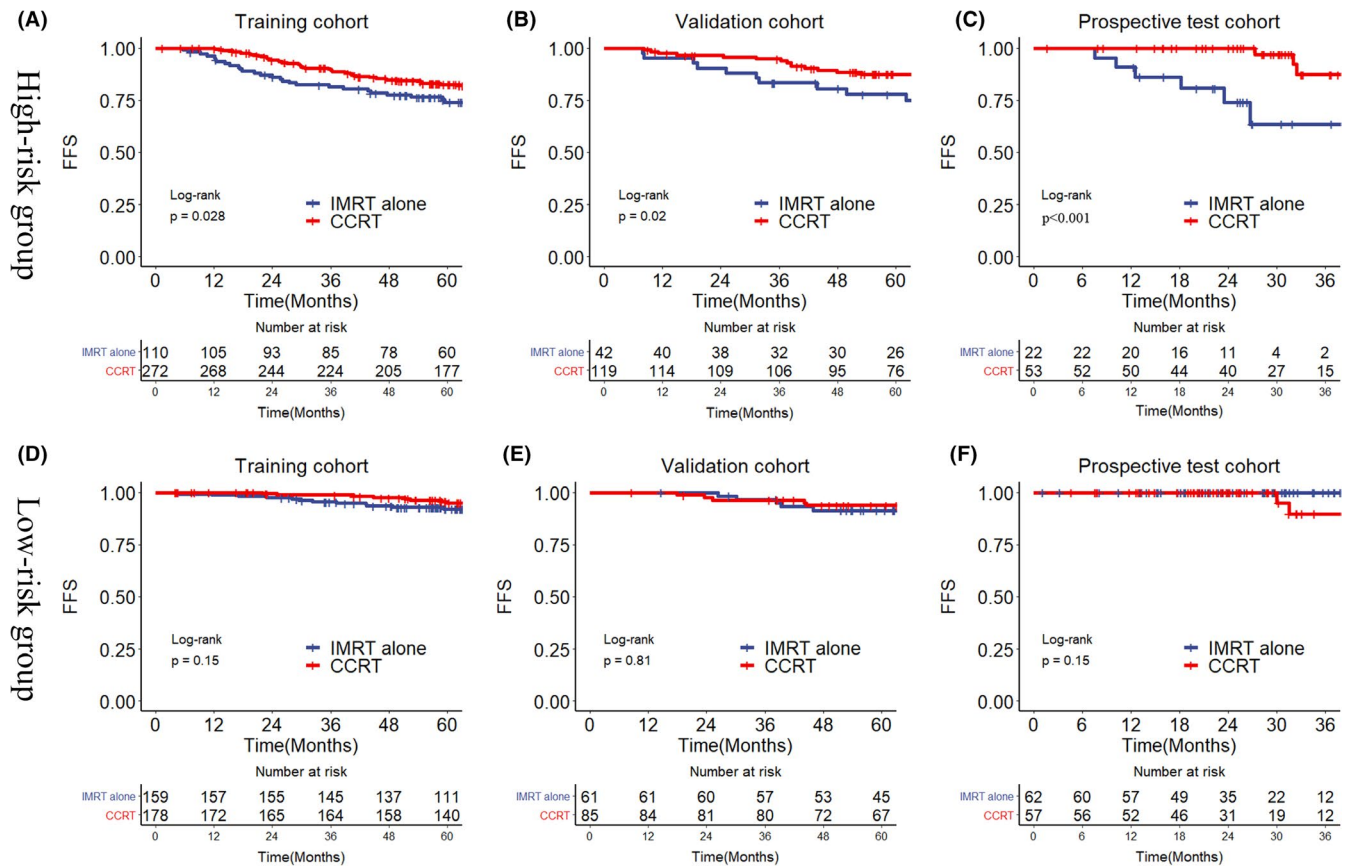 High-risk group
(A)
Training cohort
1.00
0.75
0.50
0.25
0.00
FFS
Log-rank
p = 0.028
IMRT alone
CCRT
0 12 24 36 48 60
Time(Months)
Number at risk
IMRT alone 110 105 93 85 78 60
CCRT 272 268 244 224 205 177
0 12 24 36 48 60
Time(Months)
(B)
Validation cohort
1.00
0.75
0.50
0.25
0.00
FFS
Log-rank
p = 0.02
IMRT alone
CCRT
0 12 24 36 48 60
Time(Months)
Number at risk
IMRT alone 42 40 38 32 30 26
CCRT 119 114 109 106 95 76
0 12 24 36 48 60
Time(Months)
(C)
Prospective test cohort
1.00
0.75
0.50
0.25
0.00
FFS
Log-rank
p<0.001
IMRT alone
CCRT
0 6 12 18 24 30 36
Time(Months)
Number at risk
IMRT alone 22 22 20 16 11 4 2
CCRT 53 52 50 44 40 27 15
0 6 12 18 24 30 36
Time(Months)
Low-risk group
(D)
Training cohort
1.00
0.75
0.50
0.25
0.00
FFS
Log-rank
p = 0.15
IMRT alone
CCRT
0 12 24 36 48 60
Time(Months)
Number at risk
IMRT alone 159 157 155 145 137 111
CCRT 178 172 165 164 158 140
0 12 24 36 48 60
Time(Months)
(E)
Validation cohort
1.00
0.75
0.50
0.25
0.00
FFS
Log-rank
p = 0.81
IMRT alone
CCRT
0 12 24 36 48 60
Time(Months)
Number at risk
IMRT alone 61 61 60 57 53 45
CCRT 85 84 81 80 72 67
0 12 24 36 48 60
Time(Months)
(F)
Prospective test cohort
1.00
0.75
0.50
0.25
0.00
FFS
Log-rank
p = 0.15
IMRT alone
CCRT
0 6 12 18 24 30 36
Time(Months)
Number at risk
IMRT alone 62 60 57 49 35 22 12
CCRT 57 56 52 46 31 19 12
0 6 12 18 24 30 36
Time(Months)